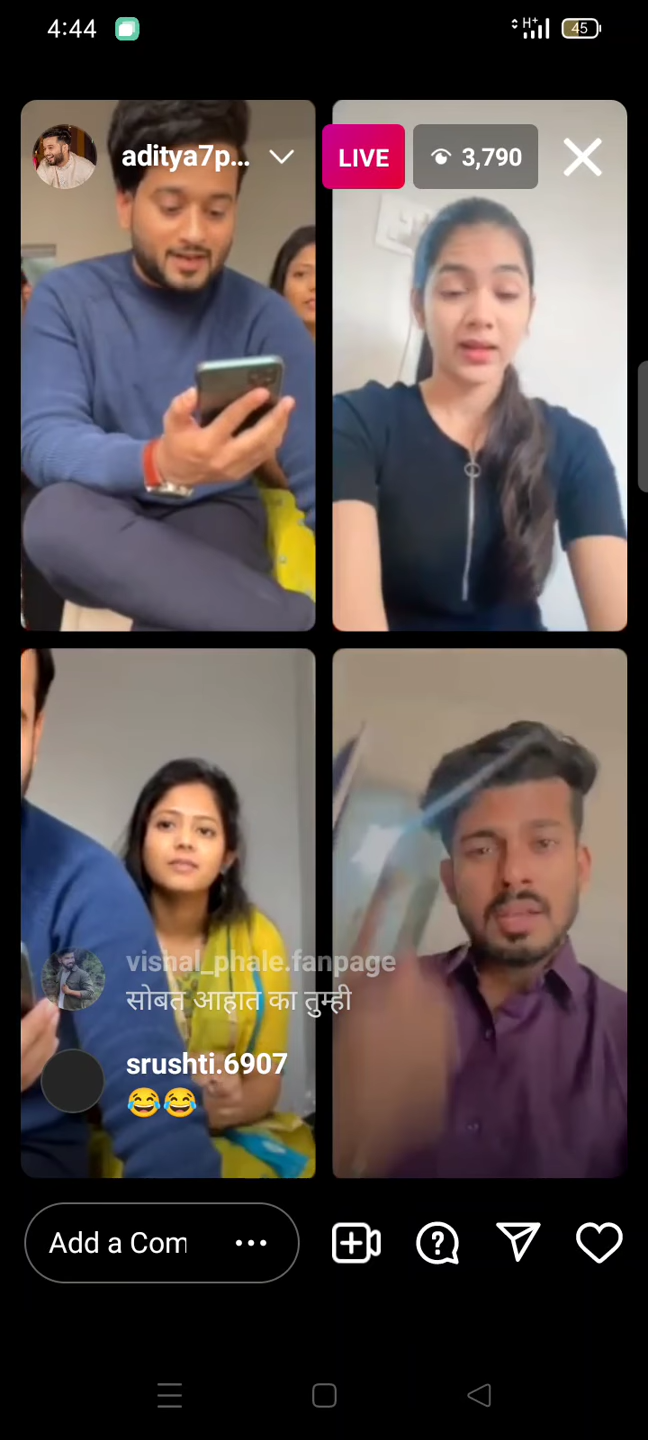 4:44
H+
45
aditya7p...
LIVE
3,790
vishal_phale.fanpage
सोबत आहात का तुम्ही
srushti.6907
😂😂
Add a Com